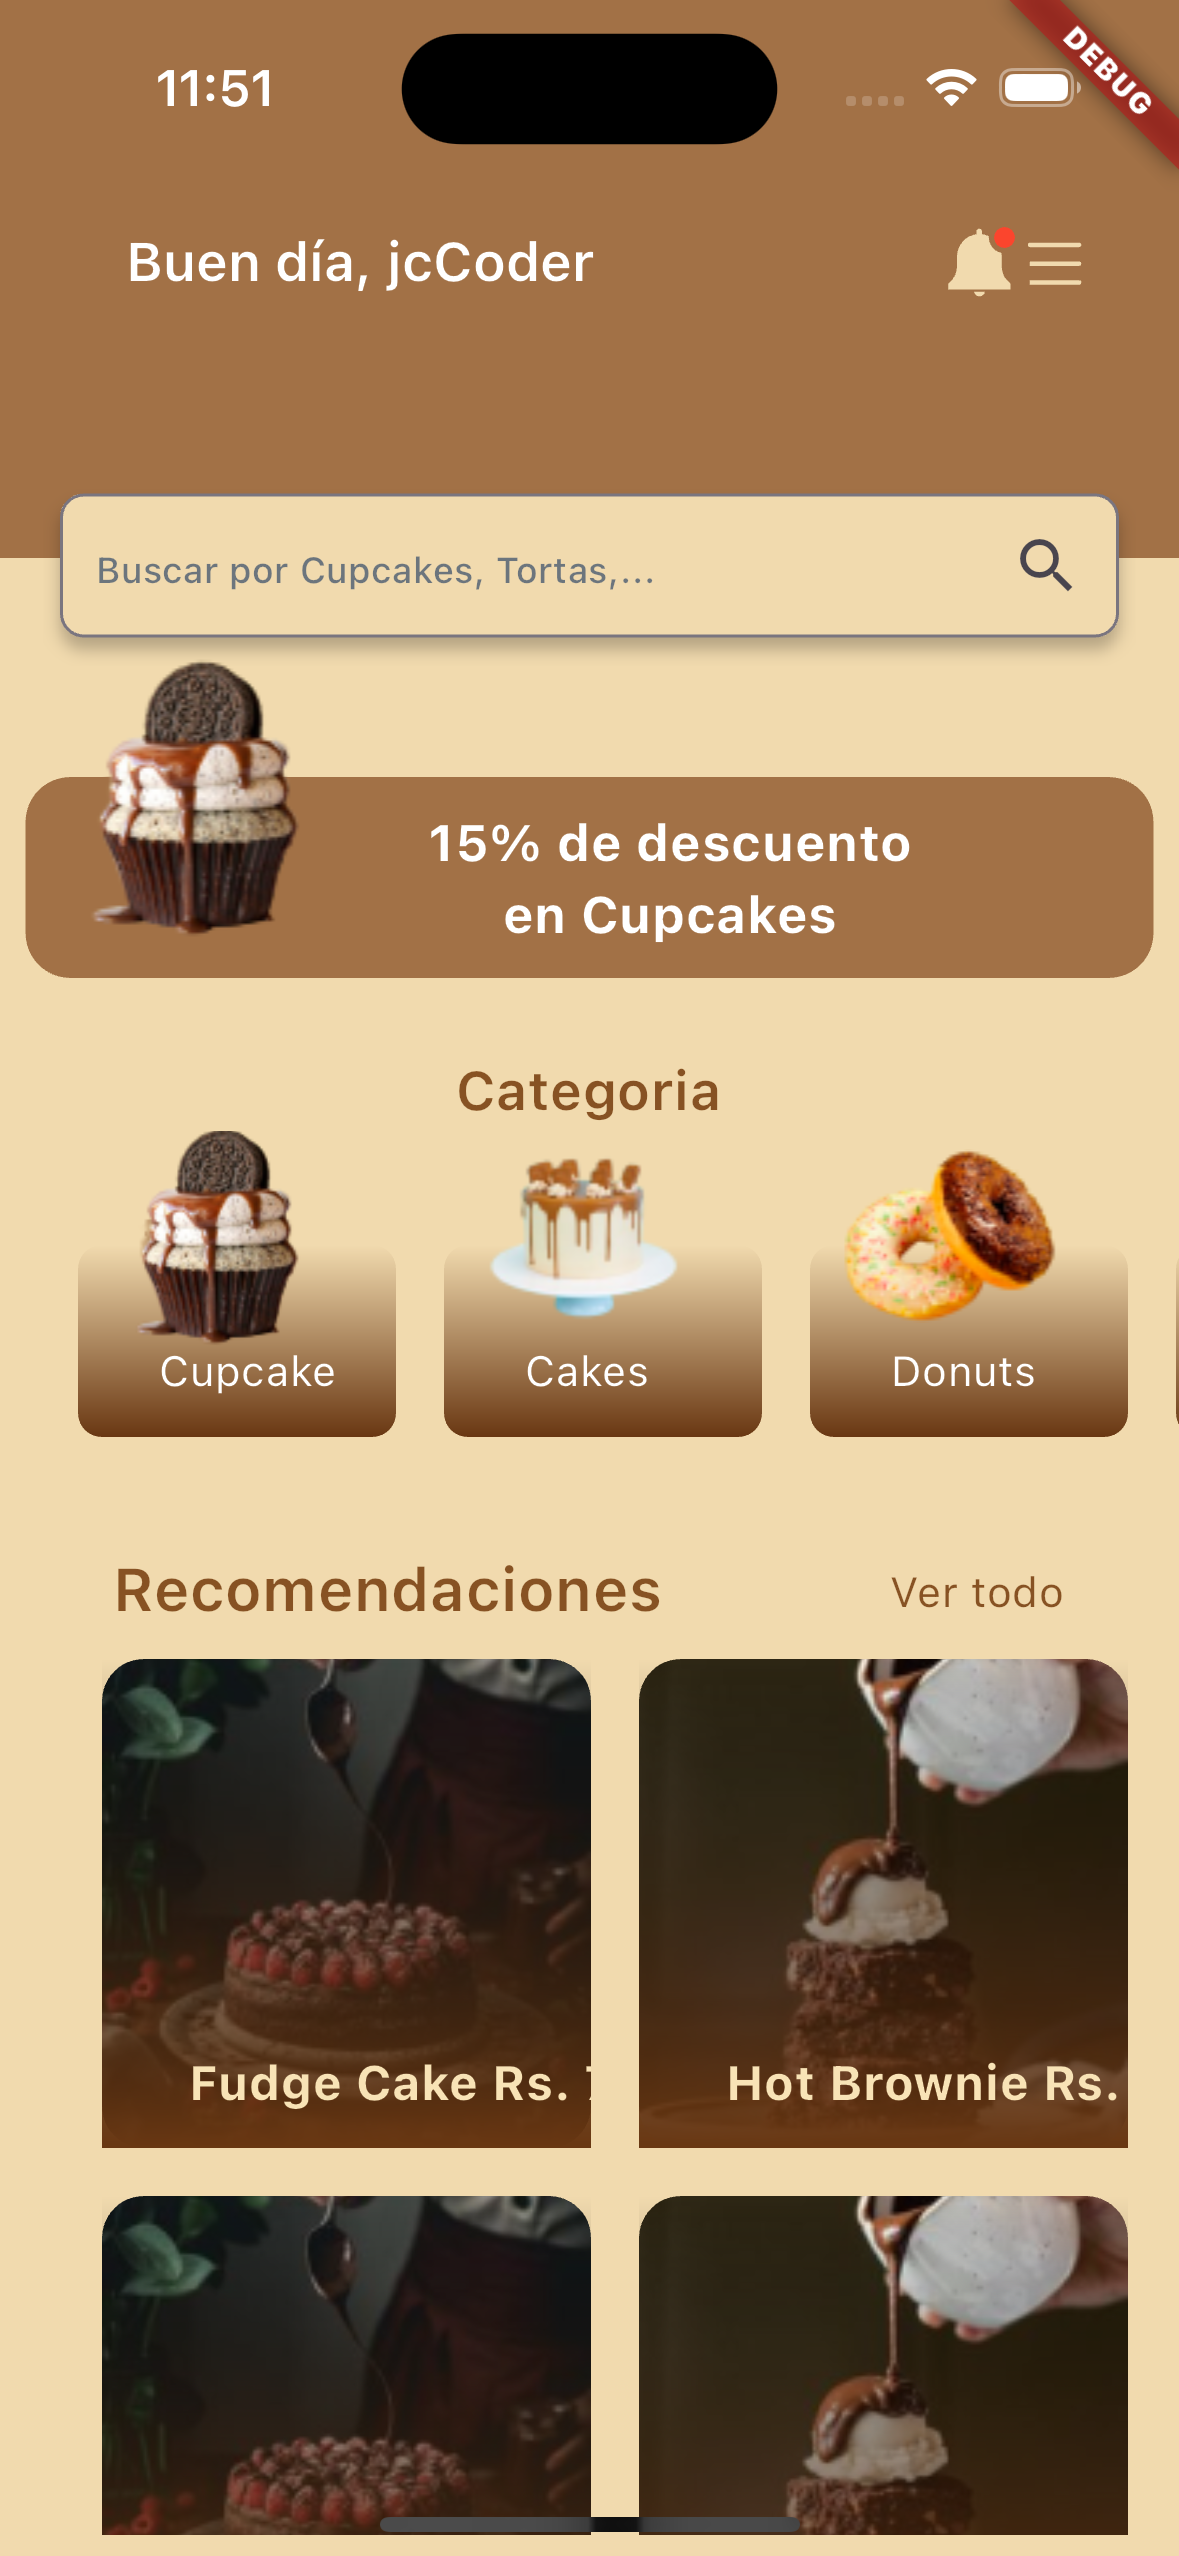 11:51
DEBUG
Buen día, jcCoder
Buscar por Cupcakes, Tortas,...
15% de descuento
en Cupcakes
Categoria
Cupcake
Cakes
Donuts
Recomendaciones
Ver todo
Fudge Cake Rs.
Hot Brownie Rs.